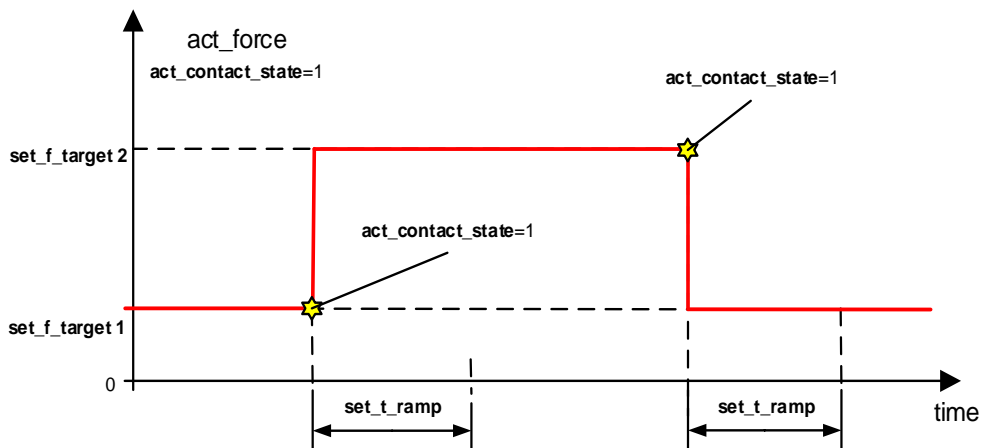 act_force
act_contact_state=1
act_contact_state=1
set_f_target 2
act_contact_state=1
set_f_target 1
0
set_t_ramp
set_t_ramp
time